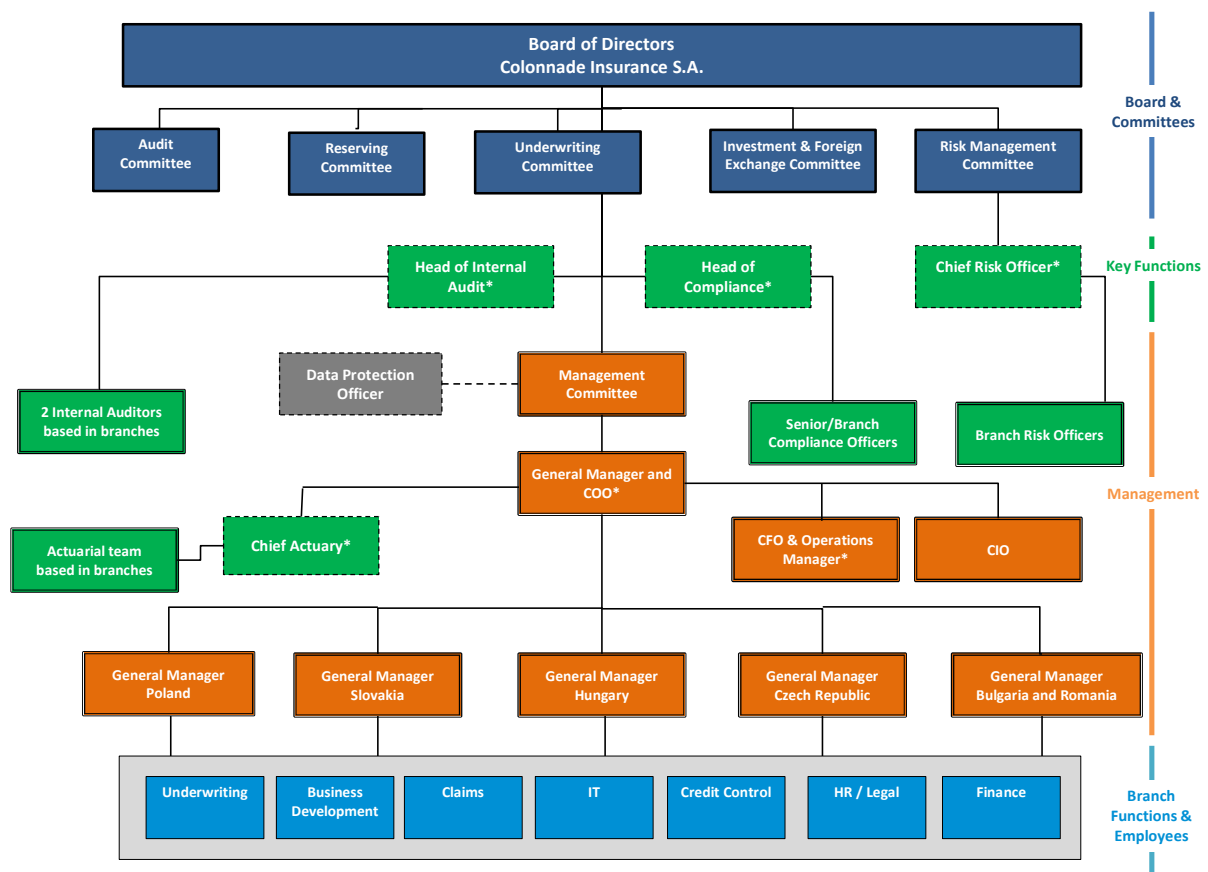 Board of Directors
Colonnade Insurance S.A.
Board &
Committees
Audit
Committee
Reserving
Committee
Underwriting
Committee
Investment & Foreign
Exchange Committee
Risk Management
Committee
Head of Internal
Audit*
Head of
Compliance*
Chief Risk Officer*
Key Functions
Data Protection
Officer
Management
Committee
2 Internal Auditors
based in branches
Senior/Branch
Compliance Officers
Branch Risk Officers
General Manager and
COO*
Management
Actuarial team
based in branches
Chief Actuary*
CFO & Operations
Manager*
CIO
General Manager
Poland
General Manager
Slovakia
General Manager
Hungary
General Manager
Czech Republic
General Manager
Bulgaria and Romania
Underwriting
Business
Development
Claims
IT
Credit Control
HR / Legal
Finance
Branch
Functions &
Employees